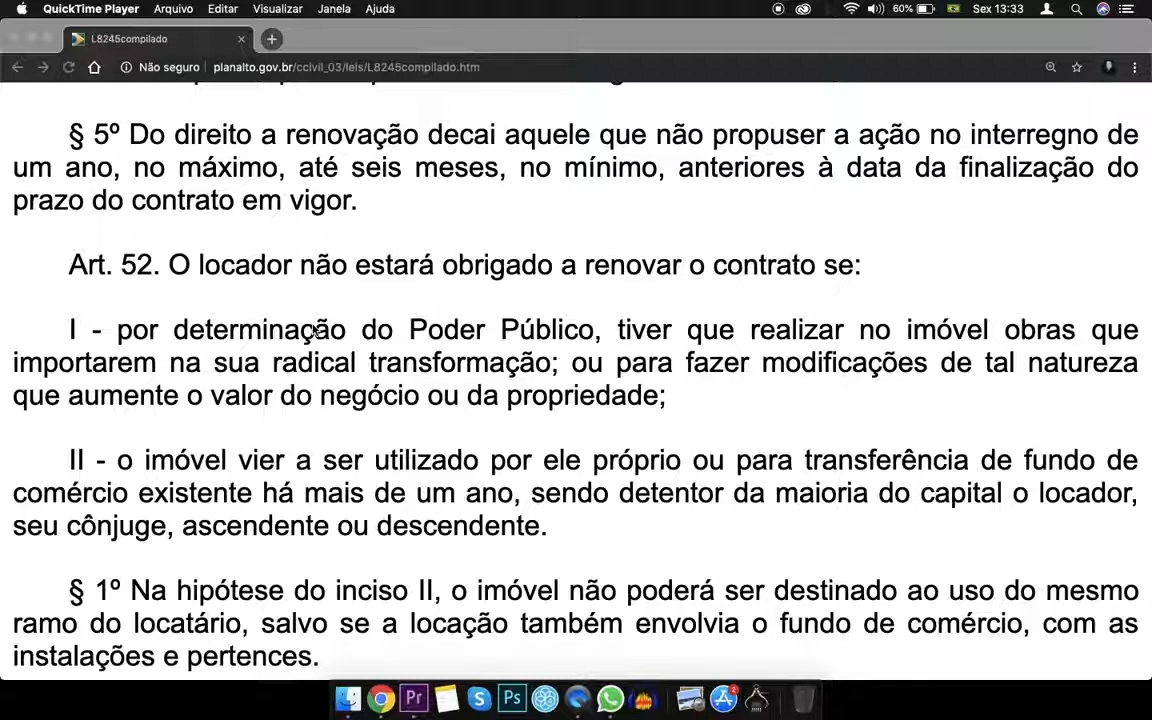 QuickTime Player Arquivo Editar Visualizar Janela Ajuda 60% Sex 13:33
L8245compilado
Não seguro planalto.gov.br/ccivil_03/leis/L8245compilado.htm
§ 5º Do direito a renovação decai aquele que não propuser a ação no interregno de
um ano, no máximo, até seis meses, no mínimo, anteriores à data da finalização do
prazo do contrato em vigor.
Art. 52. O locador não estará obrigado a renovar o contrato se:
I - por determinação do Poder Público, tiver que realizar no imóvel obras que
importarem na sua radical transformação; ou para fazer modificações de tal natureza
que aumente o valor do negócio ou da propriedade;
II - o imóvel vier a ser utilizado por ele próprio ou para transferência de fundo de
comércio existente há mais de um ano, sendo detentor da maioria do capital o locador,
seu cônjuge, ascendente ou descendente.
§ 1º Na hipótese do inciso II, o imóvel não poderá ser destinado ao uso do mesmo
ramo do locatário, salvo se a locação também envolvia o fundo de comércio, com as
instalações e pertences.
Pr S Ps 2